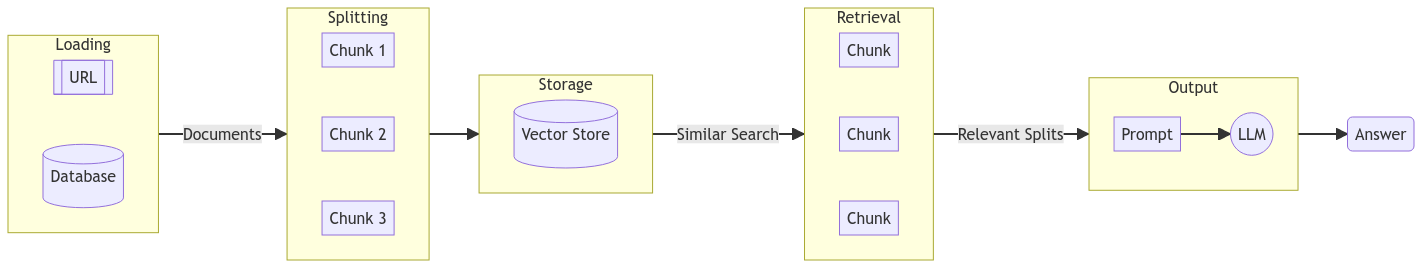 Loading
URL
Database
Documents
Splitting
Chunk 1
Chunk 2
Chunk 3
Storage
Vector Store
Similar Search
Retrieval
Chunk
Chunk
Chunk
Relevant Splits
Output
Prompt
LLM
Answer